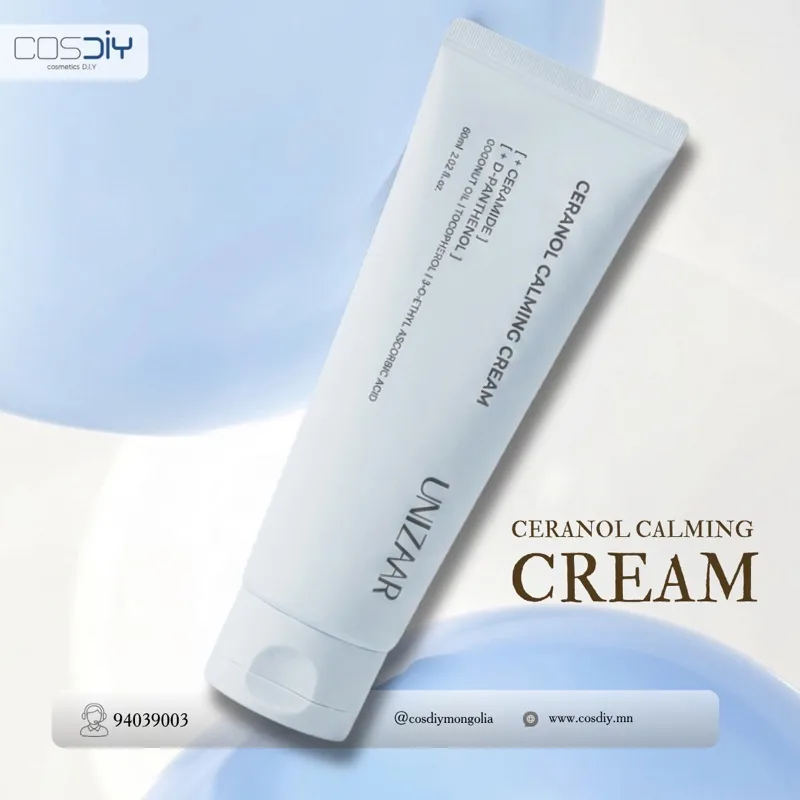 COSDiY
cosmetics D.I.Y
CERANOL CALMING CREAM
[ + CERAMIDE ]
[ + D-PANTHENOL ]
COCONUT OIL I TOCOPHEROL I 3-O-ETHYL ASCORBIC ACID
60ml 2.02 fl.oz.
UNIZAAR
CERANOL CALMING
CREAM
94039003
@cosdiymongolia
www.cosdiy.mn